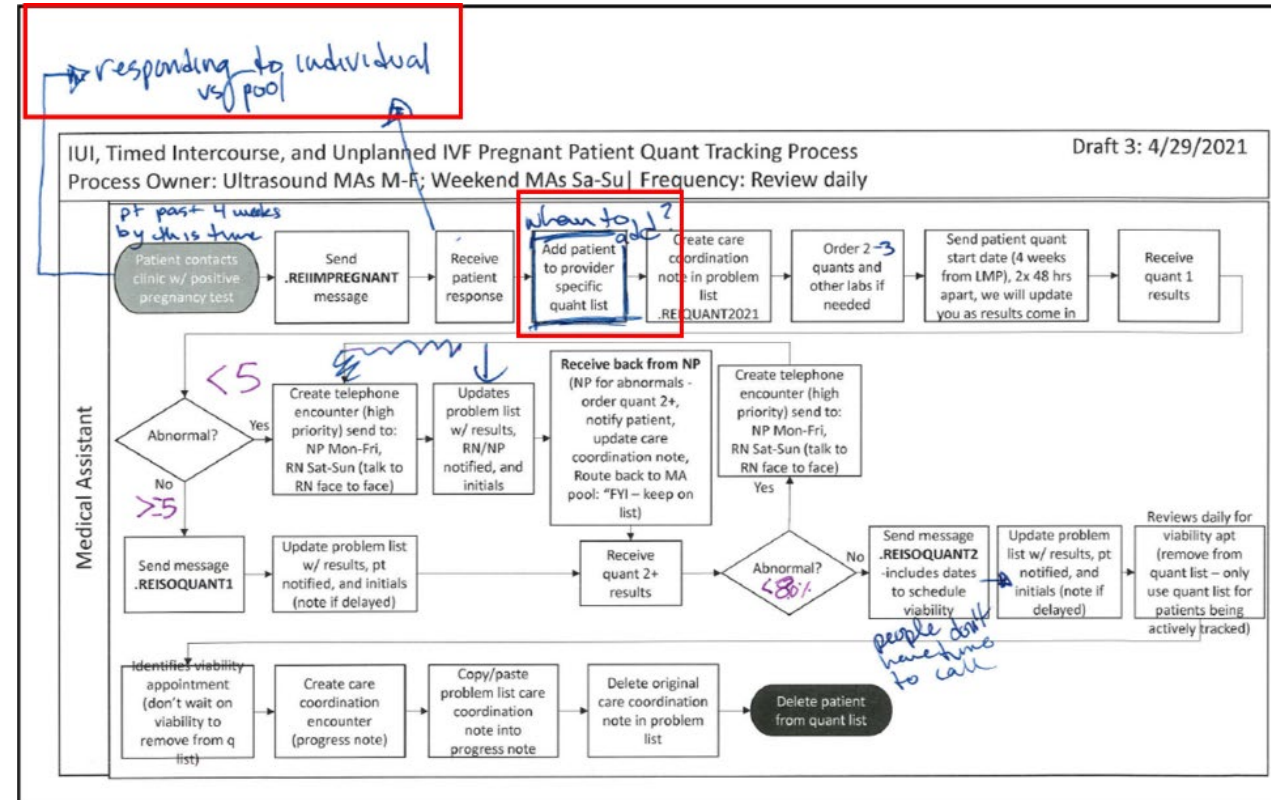 responding to individual
vs pool
IUI, Timed Intercourse, and Unplanned IVF Pregnant Patient Quant Tracking Process
Draft 3: 4/29/2021
Process Owner: Ultrasound MAs M-F; Weekend MAs Sa-Su| Frequency: Review daily
Medical Assistant
pt past 4 weeks
by this time
Patient contacts
clinic w/ positive
pregnancy test
Send
.REIIMPREGNANT
message
Receive
patient
response
when to
add?
Add patient
to provider
specific
quant list
Create care
coordination
note in problem
list
.REIQUANT2021
Order 2-3
quants and
other labs if
needed
Send patient quant
start date (4 weeks
from LMP), 2x 48 hrs
apart, we will update
you as results come in
Receive
quant 1
results
<5
Abnormal?
Yes
No
≥5
Create telephone
encounter (high
priority) send to:
NP Mon-Fri,
RN Sat-Sun (talk to
RN face to face)
Updates
problem list
w/ results,
RN/NP
notified, and
initials
Receive back from NP
(NP for abnormals -
order quant 2+,
notify patient,
update care
coordination note,
Route back to MA
pool: "FYI – keep on
list)
Create telephone
encounter (high
priority) send to:
NP Mon-Fri,
RN Sat-Sun (talk to
RN face to face)
Yes
Send message
.REISOQUANT1
Update problem list
w/ results, pt
notified, and initials
(note if delayed)
Receive
quant 2+
results
Abnormal?
<80%
No
Send message
.REISOQUANT2
-includes dates
to schedule
viability
people don't
have time
to call
Update problem
list w/ results, pt
notified, and
initials (note if
delayed)
Reviews daily for
viability apt
(remove from
quant list – only
use quant list for
patients being
actively tracked)
Identifies viability
appointment
(don't wait on
viability to
remove from q
list)
Create care
coordination
encounter
(progress note)
Copy/paste
problem list care
coordination
note into
progress note
Delete original
care coordination
note in problem
list
Delete patient
from quant list